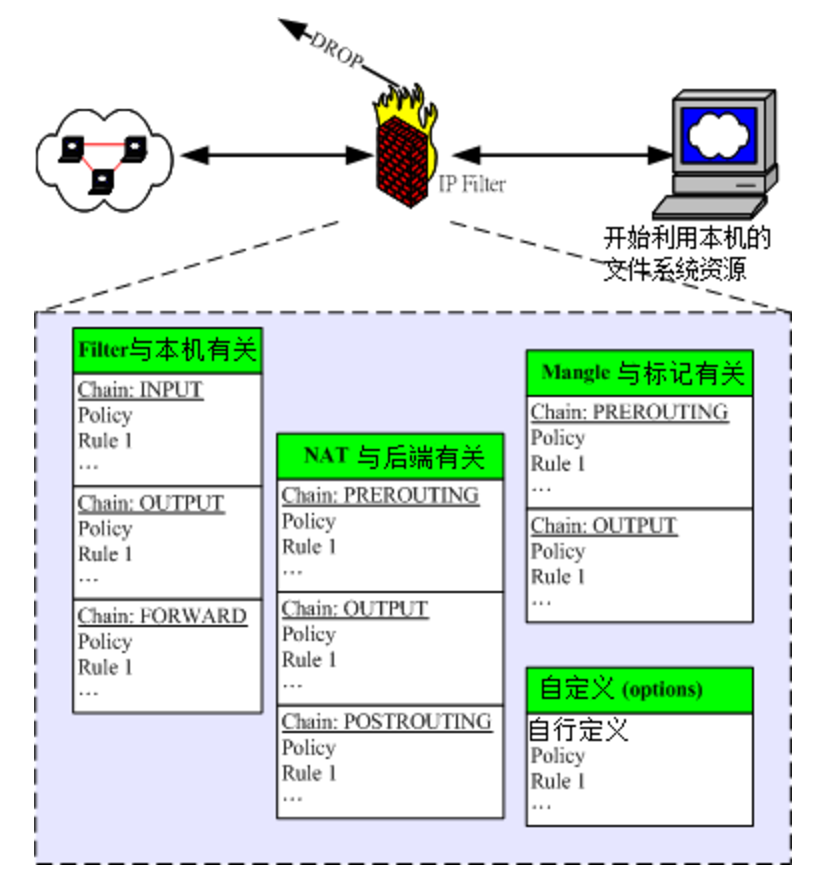 DROP
IP Filter
开始利用本机的
文件系统资源
Filter与本机有关
Chain: INPUT
Policy
Rule 1
...
Chain: OUTPUT
Policy
Rule 1
...
Chain: FORWARD
Policy
Rule 1
...
NAT 与后端有关
Chain: PREROUTING
Policy
Rule 1
...
Chain: OUTPUT
Policy
Rule 1
...
Chain: POSTROUTING
Policy
Rule 1
...
Mangle 与标记有关
Chain: PREROUTING
Policy
Rule 1
...
Chain: OUTPUT
Policy
Rule 1
...
自定义 (options)
自行定义
Policy
Rule 1
...